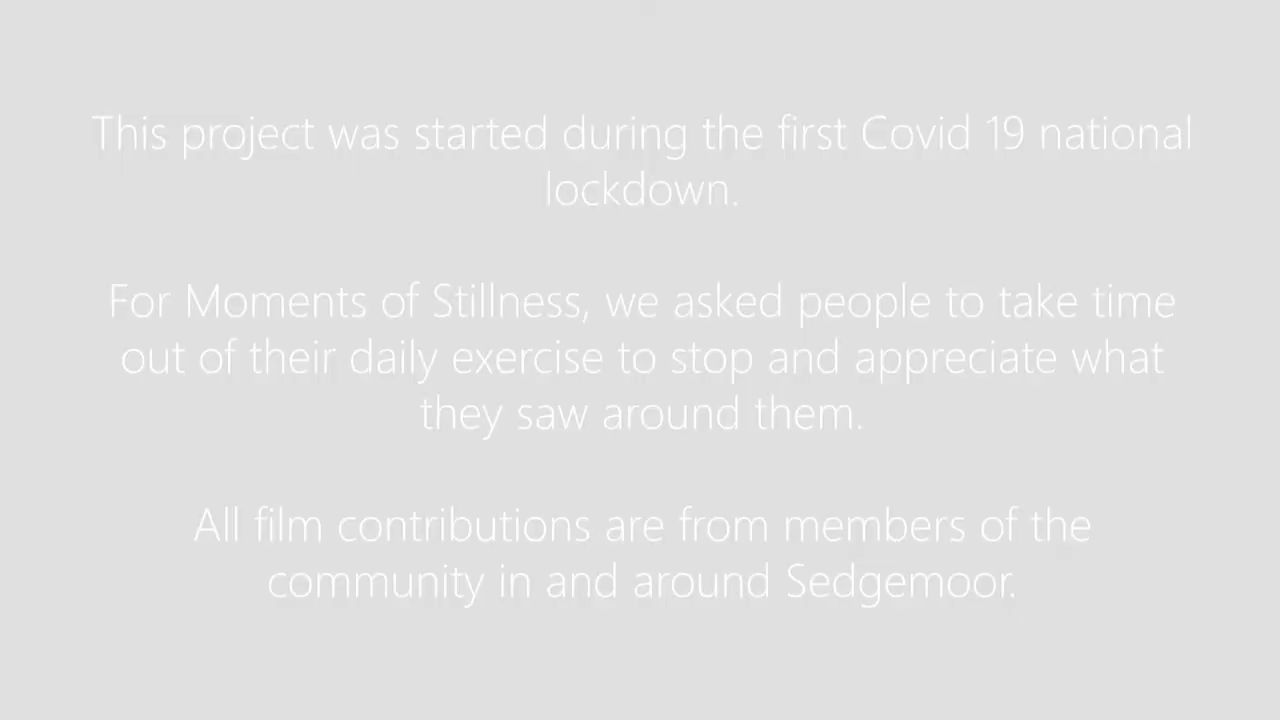 This project was started during the first Covid 19 national
lockdown.
For Moments of Stillness, we asked people to take time
out of their daily exercise to stop and appreciate what
they saw around them.
All film contributions are from members of the
community in and around Sedgemoor.